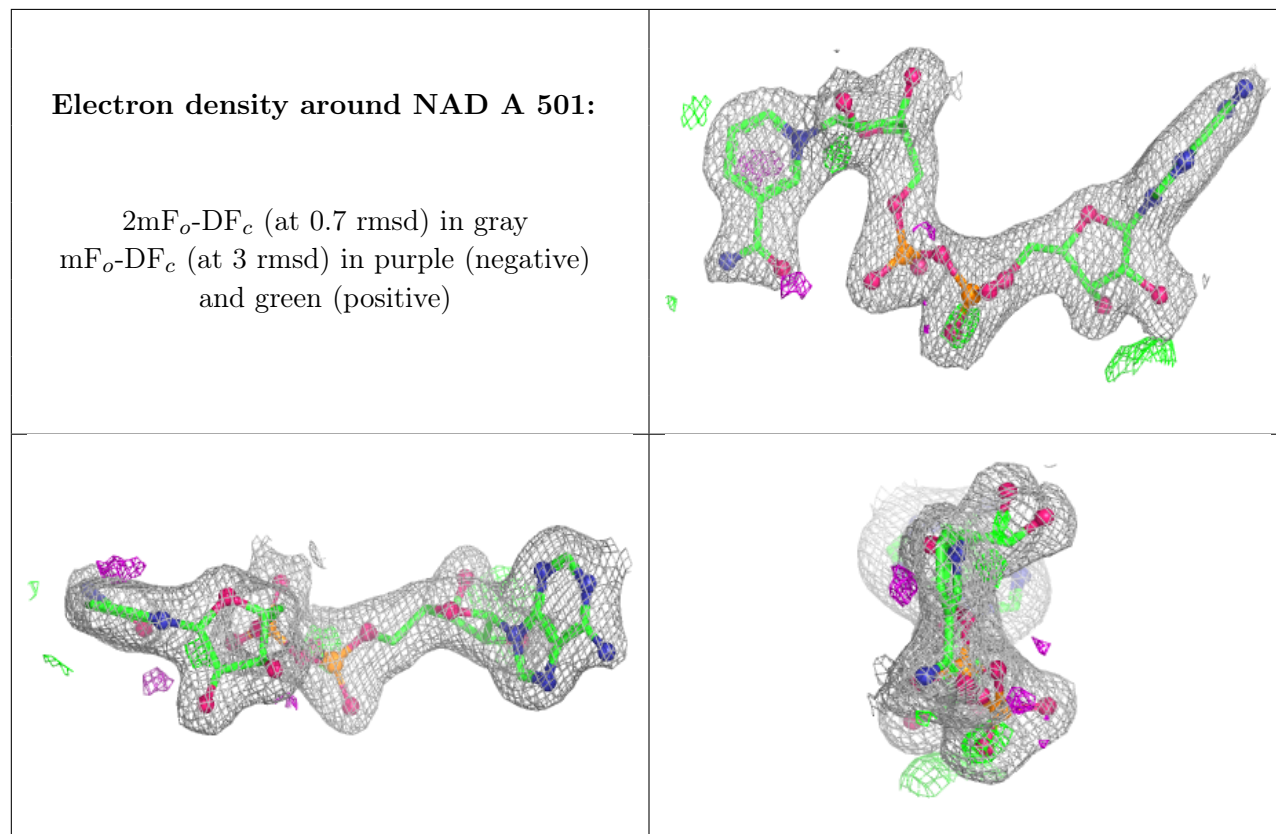 Electron density around NAD A 501:
2mFo-DFc (at 0.7 rmsd) in gray
mFo-DFc (at 3 rmsd) in purple (negative)
and green (positive)